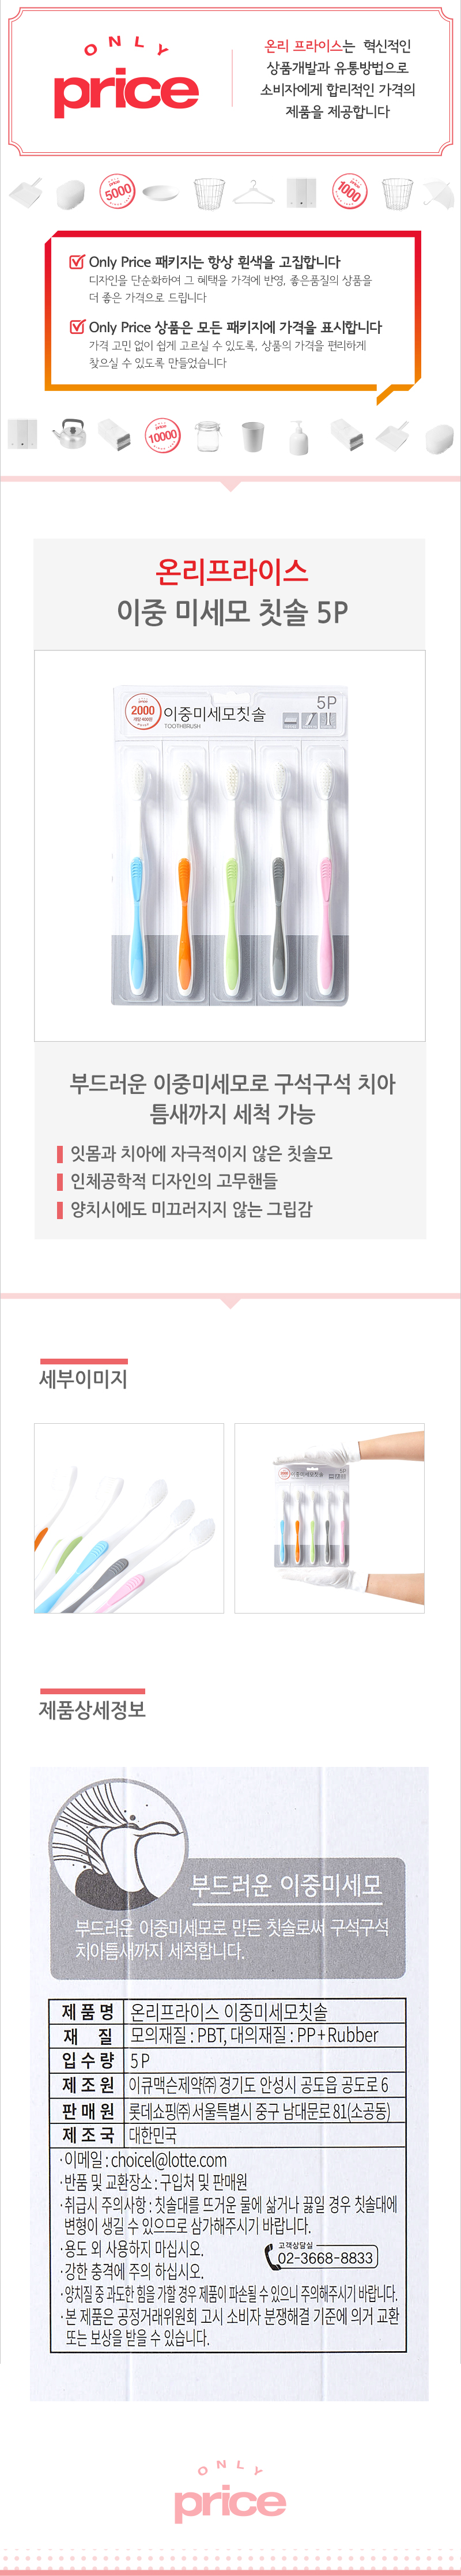 ONLY
price
온리 프라이스는 혁신적인
상품개발과 유통방법으로
소비자에게 합리적인 가격의
제품을 제공합니다
5000
1000
Only Price 패키지는 항상 흰색을 고집합니다
디자인을 단순화하여 그 혜택을 가격에 반영, 좋은품질의 상품을
더 좋은 가격으로 드립니다
Only Price 상품은 모든 패키지에 가격을 표시합니다
가격 고민 없이 쉽게 고르실 수 있도록, 상품의 가격을 편리하게
찾으실 수 있도록 만들었습니다
10000
온리프라이스
이중 미세모 칫솔 5P
2000
이중미세모칫솔
TOOTHBRUSH
5P
부드러운 이중미세모로 구석구석 치아
틈새까지 세척 가능
잇몸과 치아에 자극적이지 않은 칫솔모
인체공학적 디자인의 고무핸들
양치시에도 미끄러지지 않는 그립감
세부이미지
이중미세모칫솔
5P
제품상세정보
부드러운 이중미세모
부드러운 이중미세모로 만든 칫솔로써 구석구석
치아틈새까지 세척합니다.
제품명 온리프라이스 이중미세모칫솔
재 질 모의재질 : PBT, 대의재질 : PP+Rubber
입수량 5P
제조원 이큐맥슨제약㈜ 경기도 안성시 공도읍 공도로 6
판매원 롯데쇼핑㈜ 서울특별시 중구 남대문로 81(소공동)
제조국 대한민국
·이메일 : choicel@lotte.com
·반품 및 교환장소 : 구입처 및 판매원
·취급시 주의사항 : 칫솔대를 뜨거운 물에 삶거나 끓일 경우 칫솔대에
변형이 생길 수 있으므로 삼가해주시기 바랍니다.
·용도 외 사용하지 마십시오.
·강한 충격에 주의 하십시오.
고객상담실
02-3668-8833
·양치질 중 과도한 힘을 가할 경우 제품이 파손될 수 있으니 주의해주시기 바랍니다.
·본 제품은 공정거래위원회 고시 소비자 분쟁해결 기준에 의거 교환
또는 보상을 받을 수 있습니다.
ONLY
price